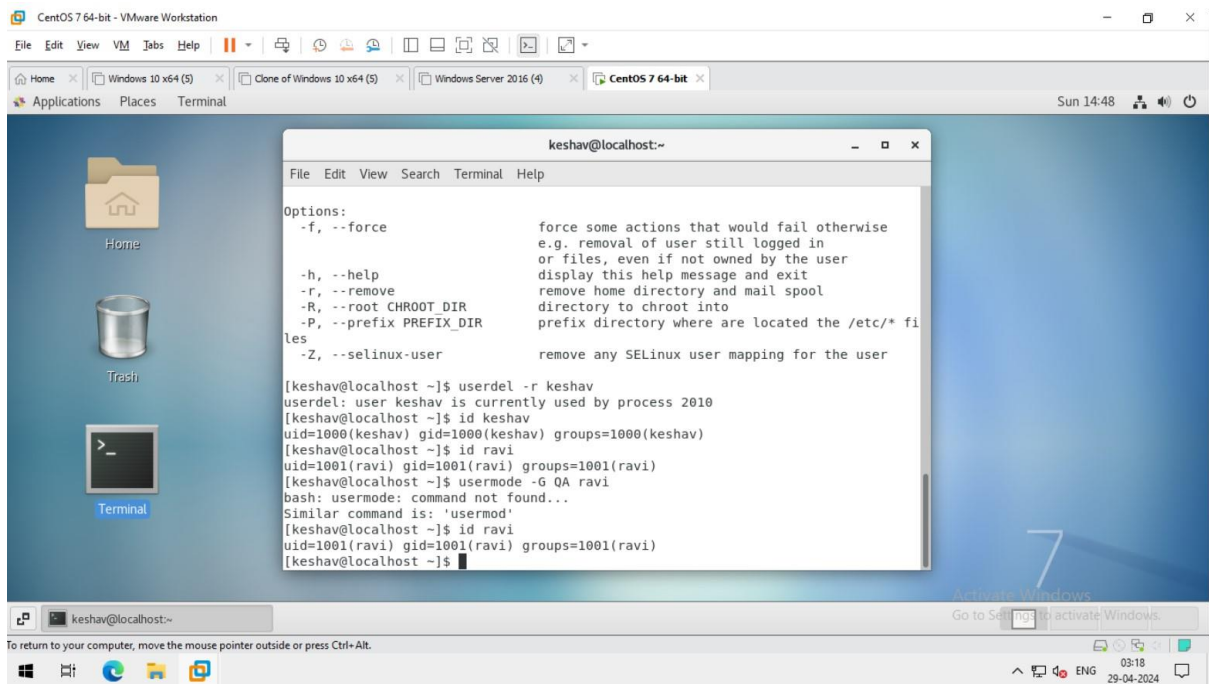 CentOS 7 64-bit - VMware Workstation
File Edit View VM Tabs Help
Home Windows 10 x64 (5) Clone of Windows 10 x64 (5) Windows Server 2016 (4) CentOS 7 64-bit
Applications Places Terminal Sun 14:48
keshav@localhost:~
File Edit View Search Terminal Help
Options:
-f, --force force some actions that would fail otherwise
e.g. removal of user still logged in
or files, even if not owned by the user
-h, --help display this help message and exit
-r, --remove remove home directory and mail spool
-R, --root CHROOT_DIR directory to chroot into
-P, --prefix PREFIX_DIR prefix directory where are located the /etc/* fi
les
-Z, --selinux-user remove any SELinux user mapping for the user
[keshav@localhost ~]$ userdel -r keshav
userdel: user keshav is currently used by process 2010
[keshav@localhost ~]$ id keshav
uid=1000(keshav) gid=1000(keshav) groups=1000(keshav)
[keshav@localhost ~]$ id ravi
uid=1001(ravi) gid=1001(ravi) groups=1001(ravi)
[keshav@localhost ~]$ usermode -G QA ravi
bash: usermode: command not found...
Similar command is: 'usermod'
[keshav@localhost ~]$ id ravi
uid=1001(ravi) gid=1001(ravi) groups=1001(ravi)
[keshav@localhost ~]$
Home
Trash
Terminal
7
Activate Windows
Go to Settings to activate Windows.
keshav@localhost:~
To return to your computer, move the mouse pointer outside or press Ctrl+Alt.
ENG 03:18
29-04-2024